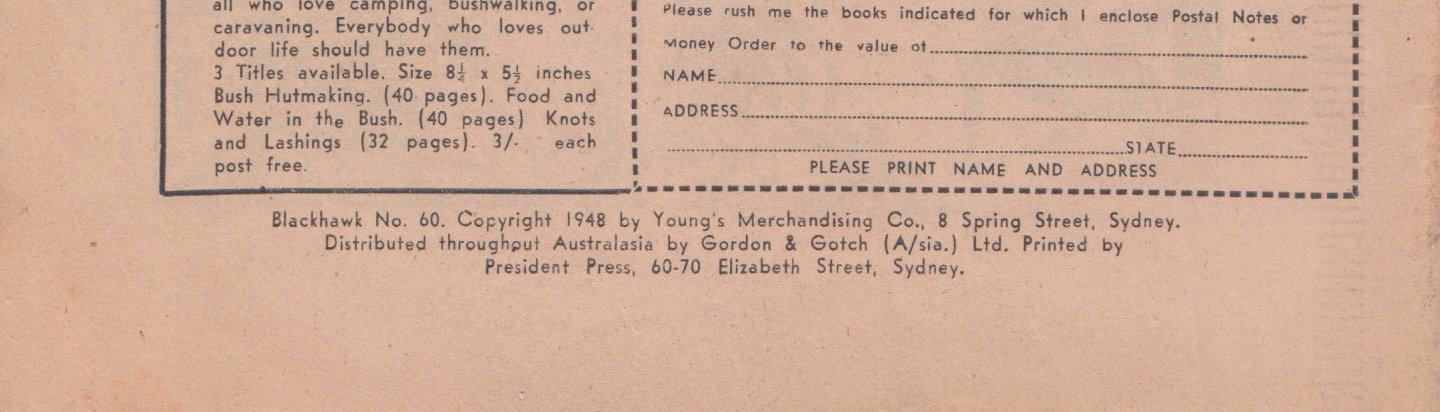 all who love camping, bushwalking, or
caravaning. Everybody who loves out-
door life should have them.
3 Titles available. Size 8¼ x 5½ inches
Bush Hutmaking. (40 pages). Food and
Water in the Bush. (40 pages) Knots
and Lashings (32 pages). 3/- each
post free.
Please rush me the books indicated for which I enclose Postal Notes or
Money Order to the value of
NAME
ADDRESS
STATE
PLEASE PRINT NAME AND ADDRESS
Blackhawk No. 60. Copyright 1948 by Young's Merchandising Co., 8 Spring Street, Sydney.
Distributed throughout Australasia by Gordon & Gotch (A/sia.) Ltd. Printed by
President Press, 60-70 Elizabeth Street, Sydney.